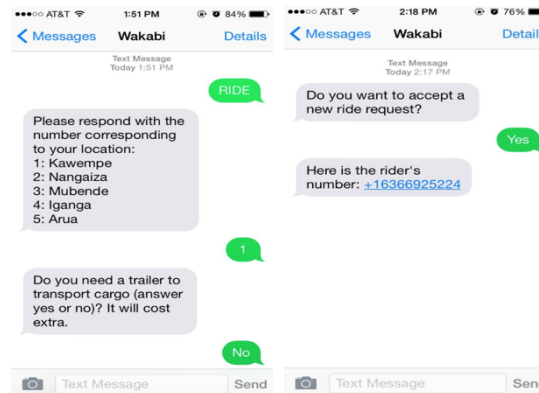 AT&T 1:51 PM 84%
Messages Wakabi Details
Text Message
Today 1:51 PM
RIDE
Please respond with the
number corresponding
to your location:
1: Kawempe
2: Nangaiza
3: Mubende
4: Iganga
5: Arua
1
Do you need a trailer to
transport cargo (answer
yes or no)? It will cost
extra.
No
Text Message Send
AT&T 2:18 PM 76%
Messages Wakabi Detail
Text Message
Today 2:17 PM
Do you want to accept a
new ride request?
Yes
Here is the rider's
number: +16366925224
Text Message Send